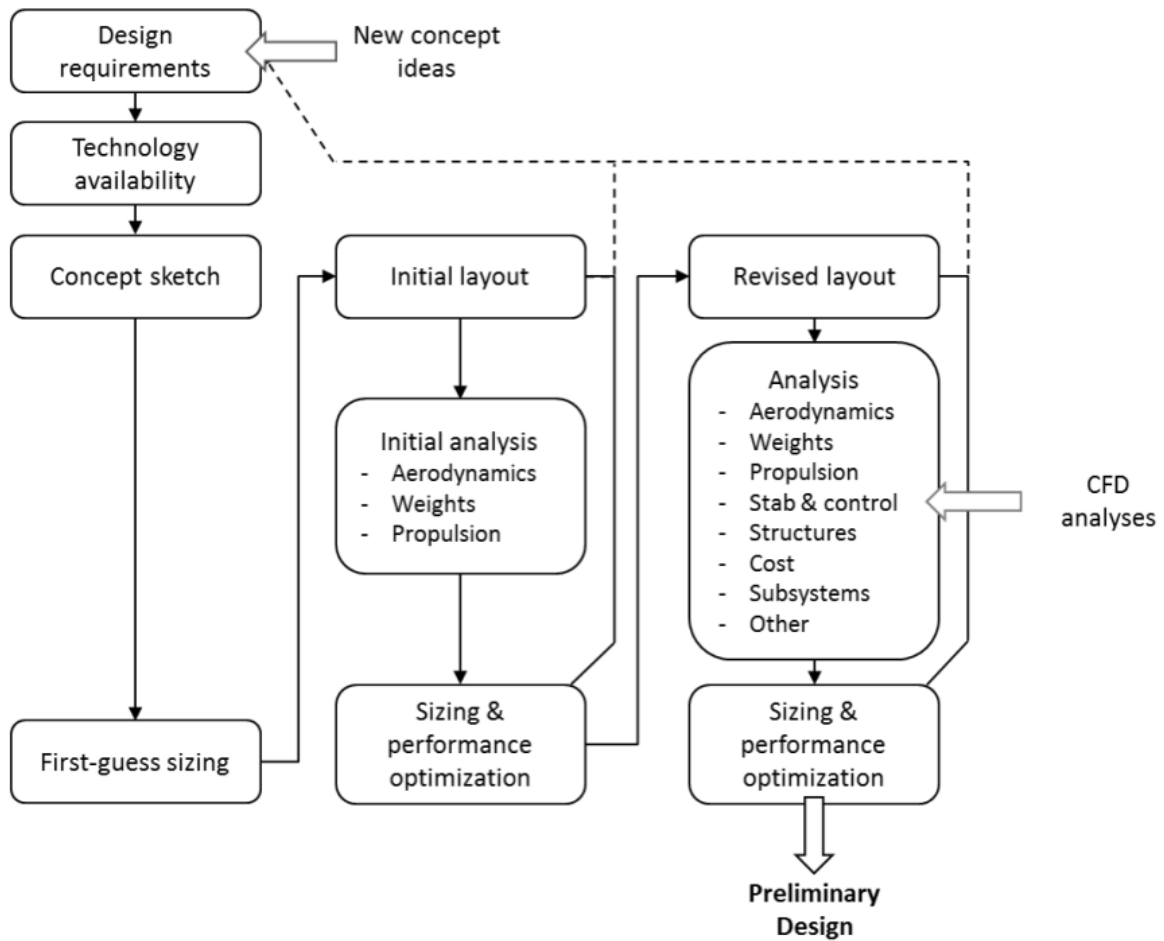 Design
requirements
New concept
ideas
Technology
availability
Concept sketch
First-guess sizing
Initial layout
Initial analysis
- Aerodynamics
- Weights
- Propulsion
Sizing &
performance
optimization
Revised layout
Analysis
- Aerodynamics
- Weights
- Propulsion
- Stab & control
- Structures
- Cost
- Subsystems
- Other
CFD
analyses
Sizing &
performance
optimization
Preliminary
Design